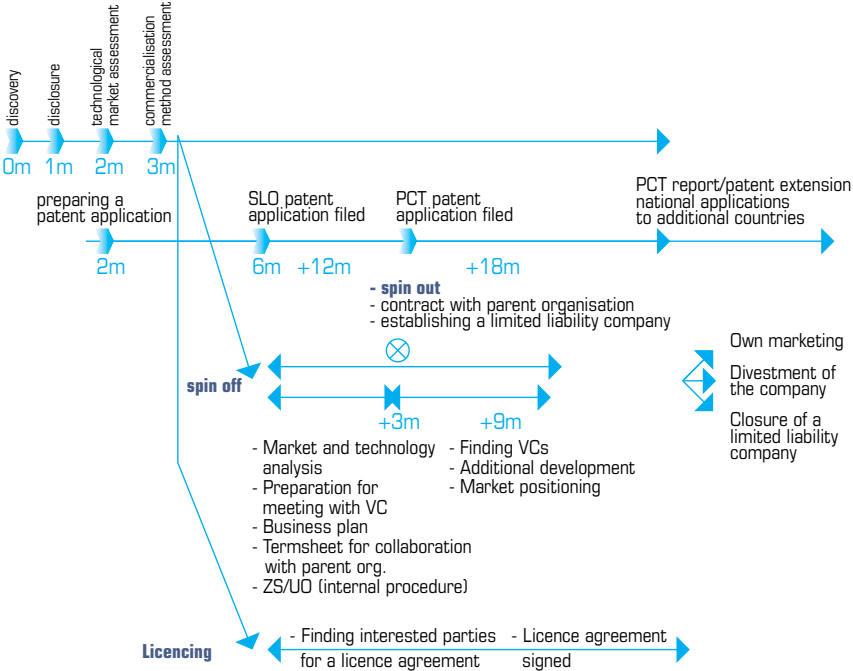 discovery
disclosure
technological
market assessment
commercialisation
method assessment
0m
1m
2m
3m
preparing a
patent application
SLO patent
application filed
PCT patent
application filed
PCT report/patent extension
national applications
to additional countries
2m
6m
+12m
+18m
- spin out
- contract with parent organisation
- establishing a limited liability company
spin off
Own marketing
Divestment of
the company
Closure of a
limited liability
company
+3m
+9m
- Market and technology
analysis
- Preparation for
meeting with VC
- Business plan
- Termsheet for collaboration
with parent org.
- ZS/UO (internal procedure)
- Finding VCs
- Additional development
- Market positioning
Licencing
- Finding interested parties
for a licence agreement
- Licence agreement
signed